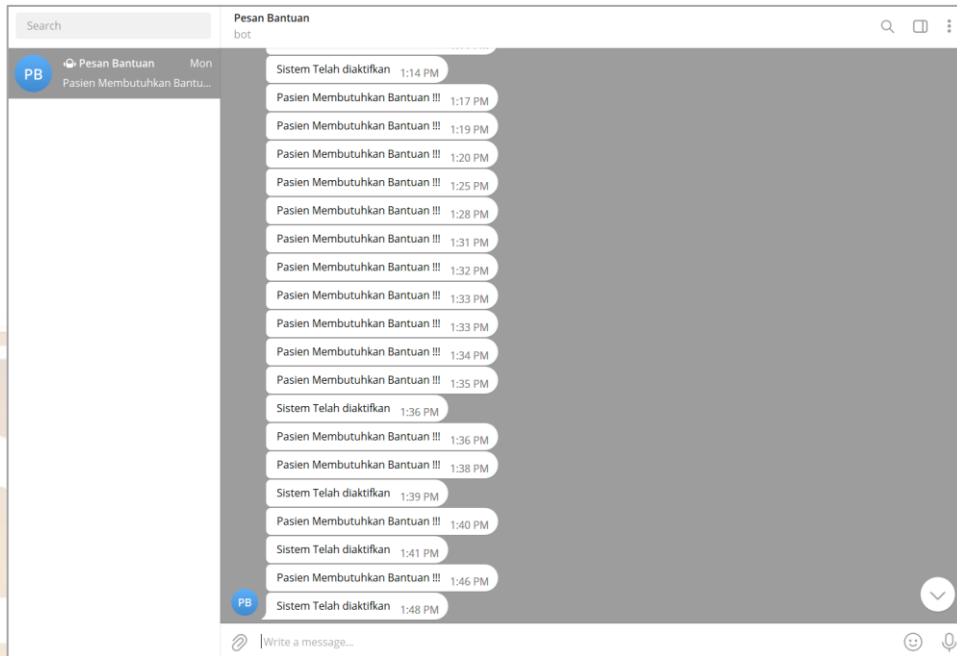 Search
Pesan Bantuan
bot
PB
Pesan Bantuan Mon
Pasien Membutuhkan Bantu...
Sistem Telah diaktifkan 1:14 PM
Pasien Membutuhkan Bantuan !!! 1:17 PM
Pasien Membutuhkan Bantuan !!! 1:19 PM
Pasien Membutuhkan Bantuan !!! 1:20 PM
Pasien Membutuhkan Bantuan !!! 1:25 PM
Pasien Membutuhkan Bantuan !!! 1:28 PM
Pasien Membutuhkan Bantuan !!! 1:31 PM
Pasien Membutuhkan Bantuan !!! 1:32 PM
Pasien Membutuhkan Bantuan !!! 1:33 PM
Pasien Membutuhkan Bantuan !!! 1:33 PM
Pasien Membutuhkan Bantuan !!! 1:34 PM
Pasien Membutuhkan Bantuan !!! 1:35 PM
Sistem Telah diaktifkan 1:36 PM
Pasien Membutuhkan Bantuan !!! 1:36 PM
Pasien Membutuhkan Bantuan !!! 1:38 PM
Sistem Telah diaktifkan 1:39 PM
Pasien Membutuhkan Bantuan !!! 1:40 PM
Sistem Telah diaktifkan 1:41 PM
Pasien Membutuhkan Bantuan !!! 1:46 PM
PB
Sistem Telah diaktifkan 1:48 PM
Write a message...